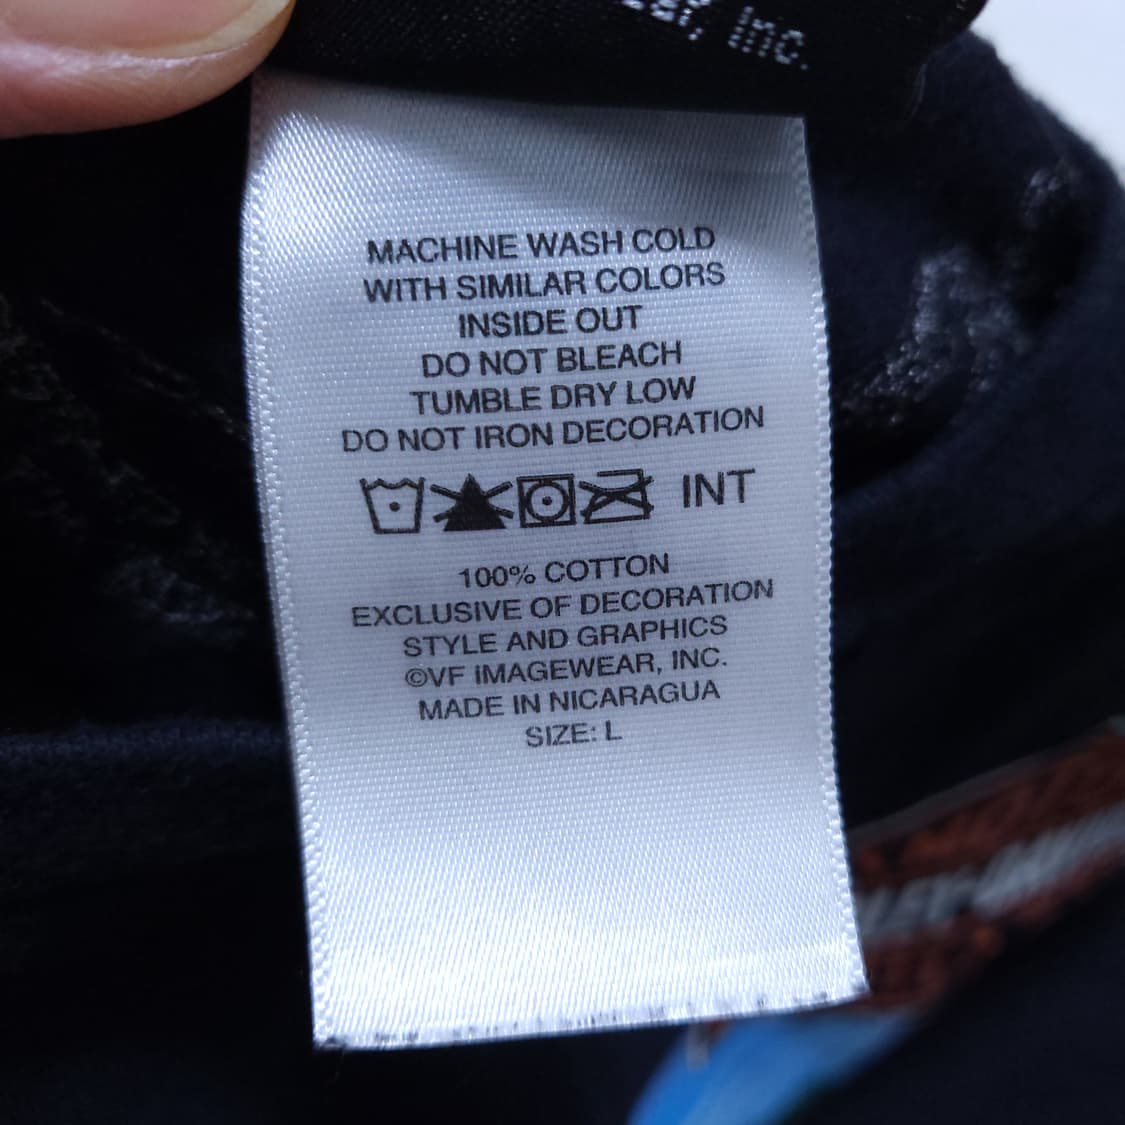 INC.
MACHINE WASH COLD
WITH SIMILAR COLORS
INSIDE OUT
DO NOT BLEACH
TUMBLE DRY LOW
DO NOT IRON DECORATION
INT
100% COTTON
EXCLUSIVE OF DECORATION
STYLE AND GRAPHICS
©VF IMAGEWEAR, INC.
MADE IN NICARAGUA
SIZE: L